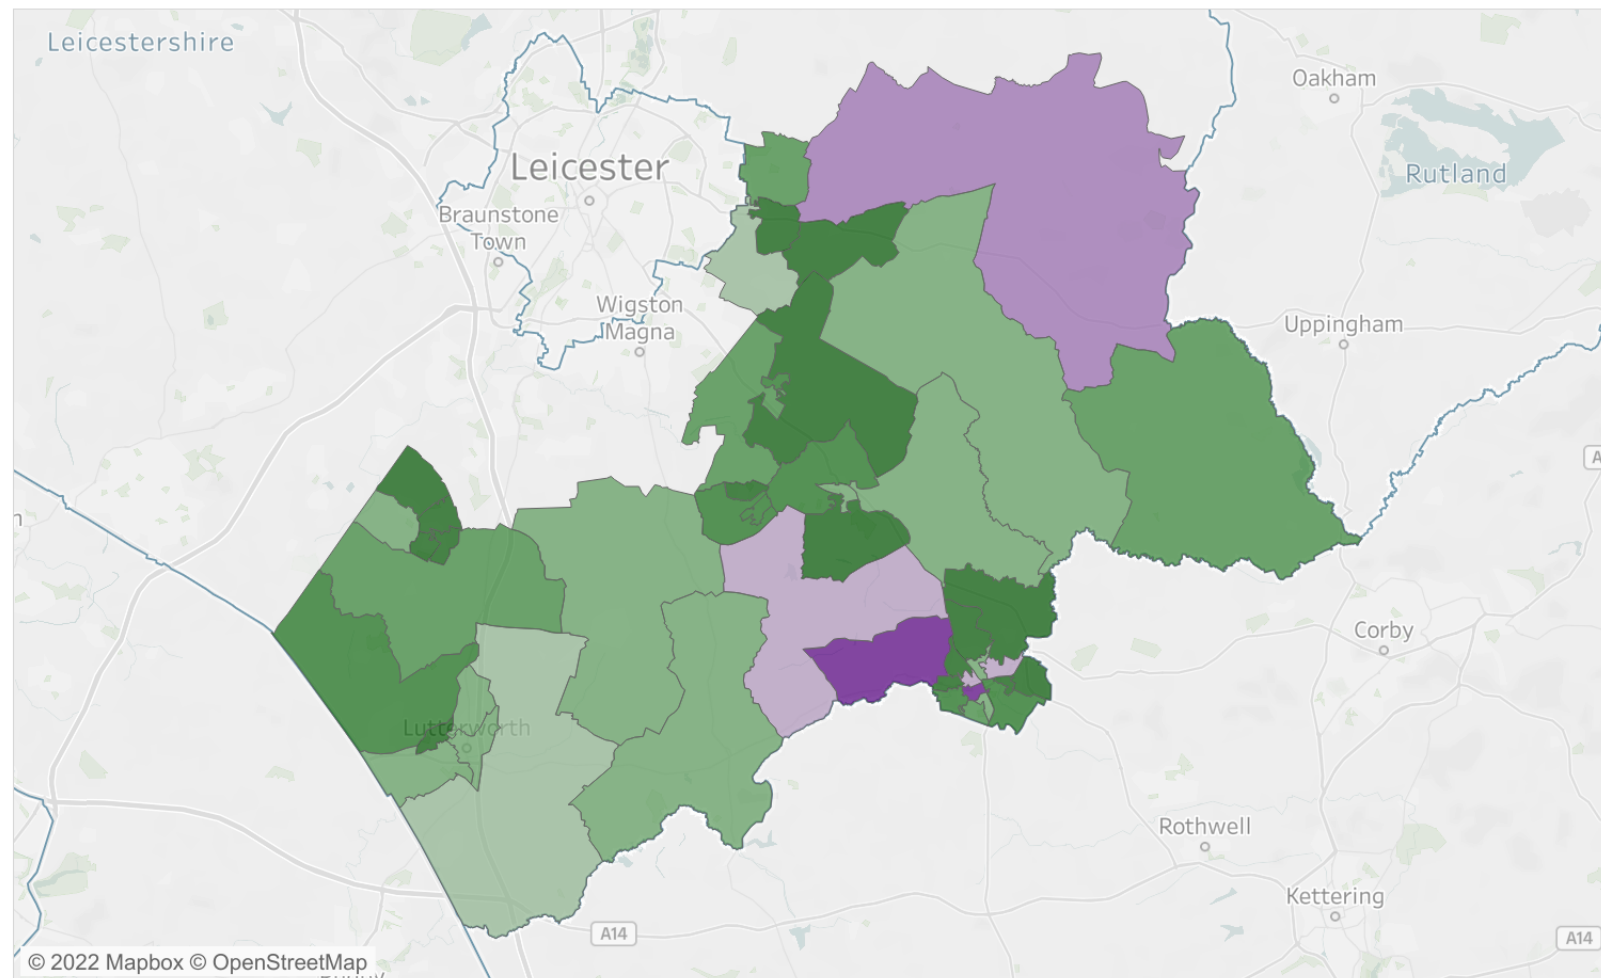 Leicestershire
Oakham
Leicester
Rutland
Braunstone
Town
Wigston
Magna
Uppingham
Corby
Lutterworth
Rothwell
Kettering
A14
A14
© 2022 Mapbox © OpenStreetMap